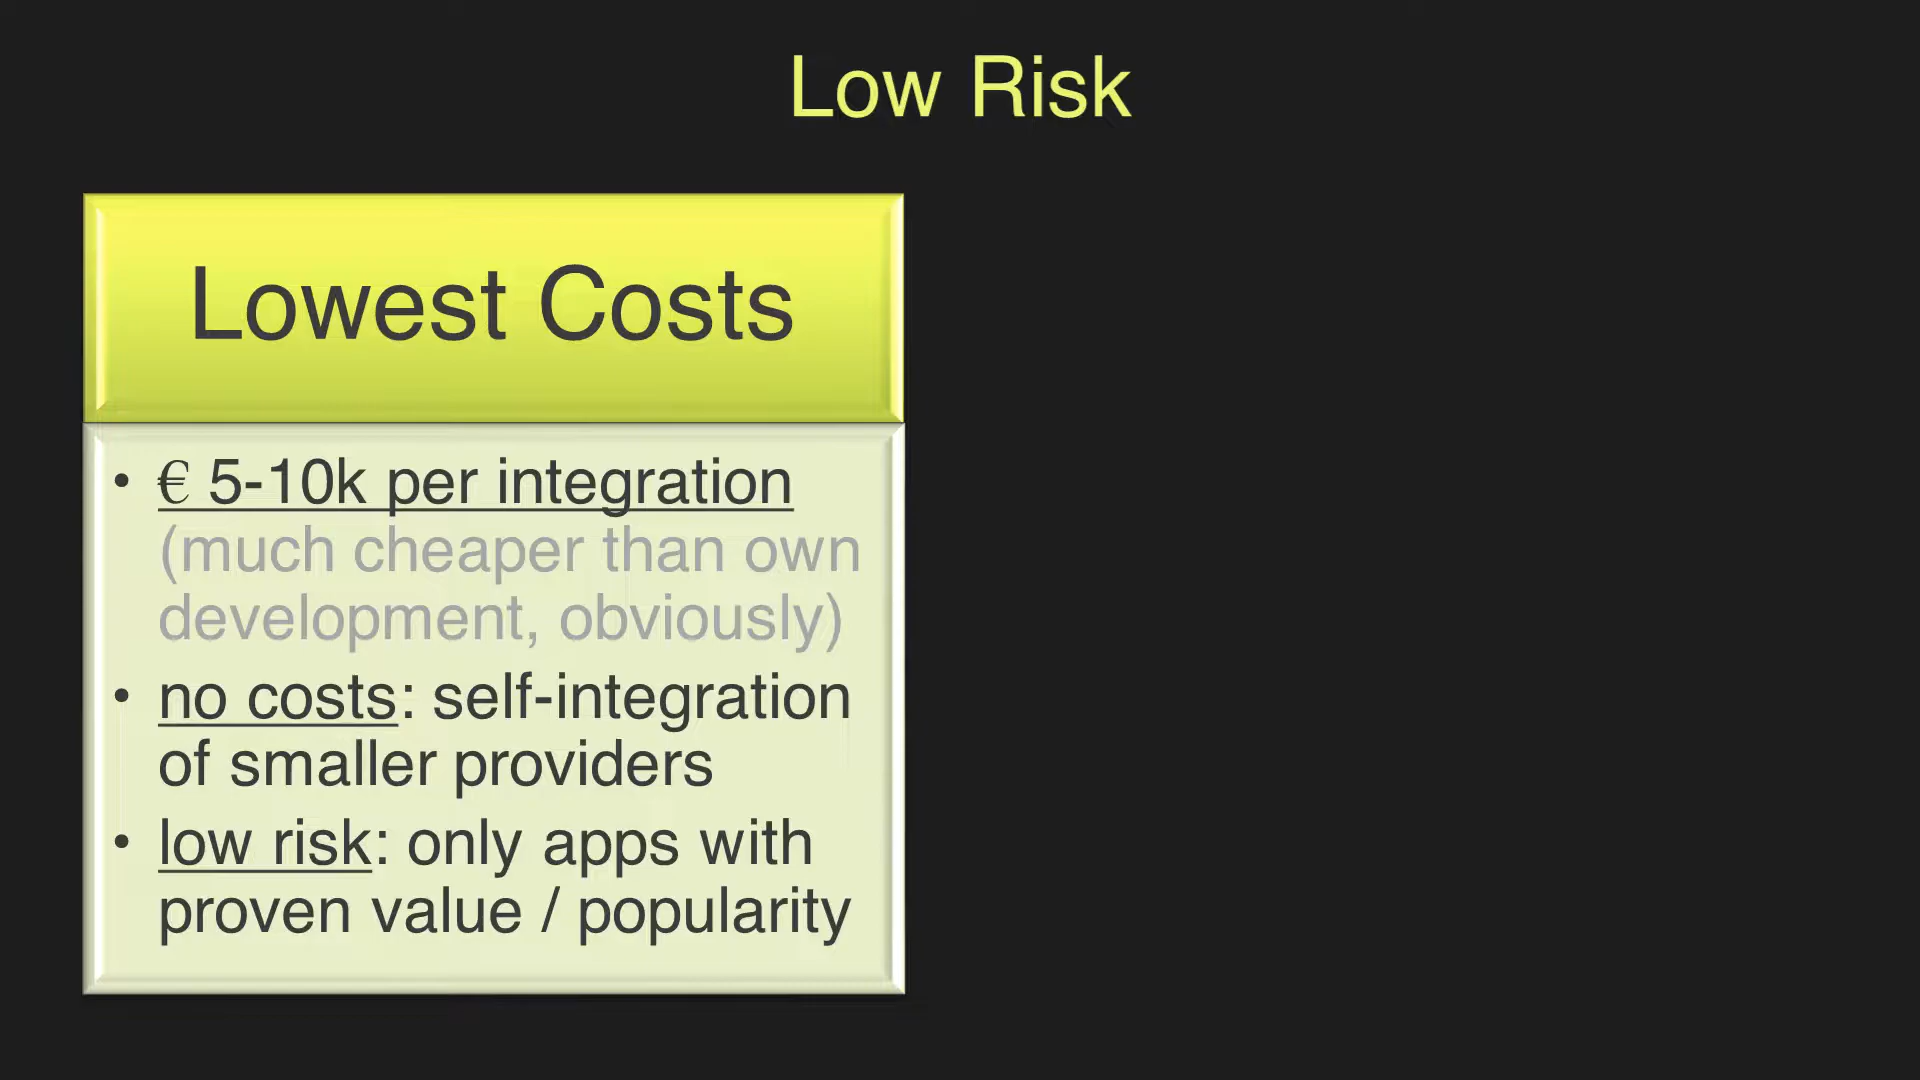 Low Risk
Lowest Costs
• € 5-10k per integration
(much cheaper than own
development, obviously)
• no costs: self-integration
of smaller providers
• low risk: only apps with
proven value / popularity